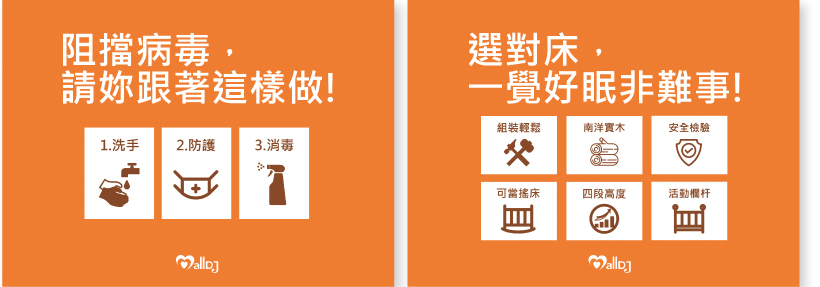 阻擋病毒，
請妳跟著這樣做!
1.洗手
2.防護
3.消毒
MallDJ
選對床，
一覺好眠非難事!
組裝輕鬆
南洋實木
安全檢驗
可當搖床
四段高度
活動欄杆
MallDJ